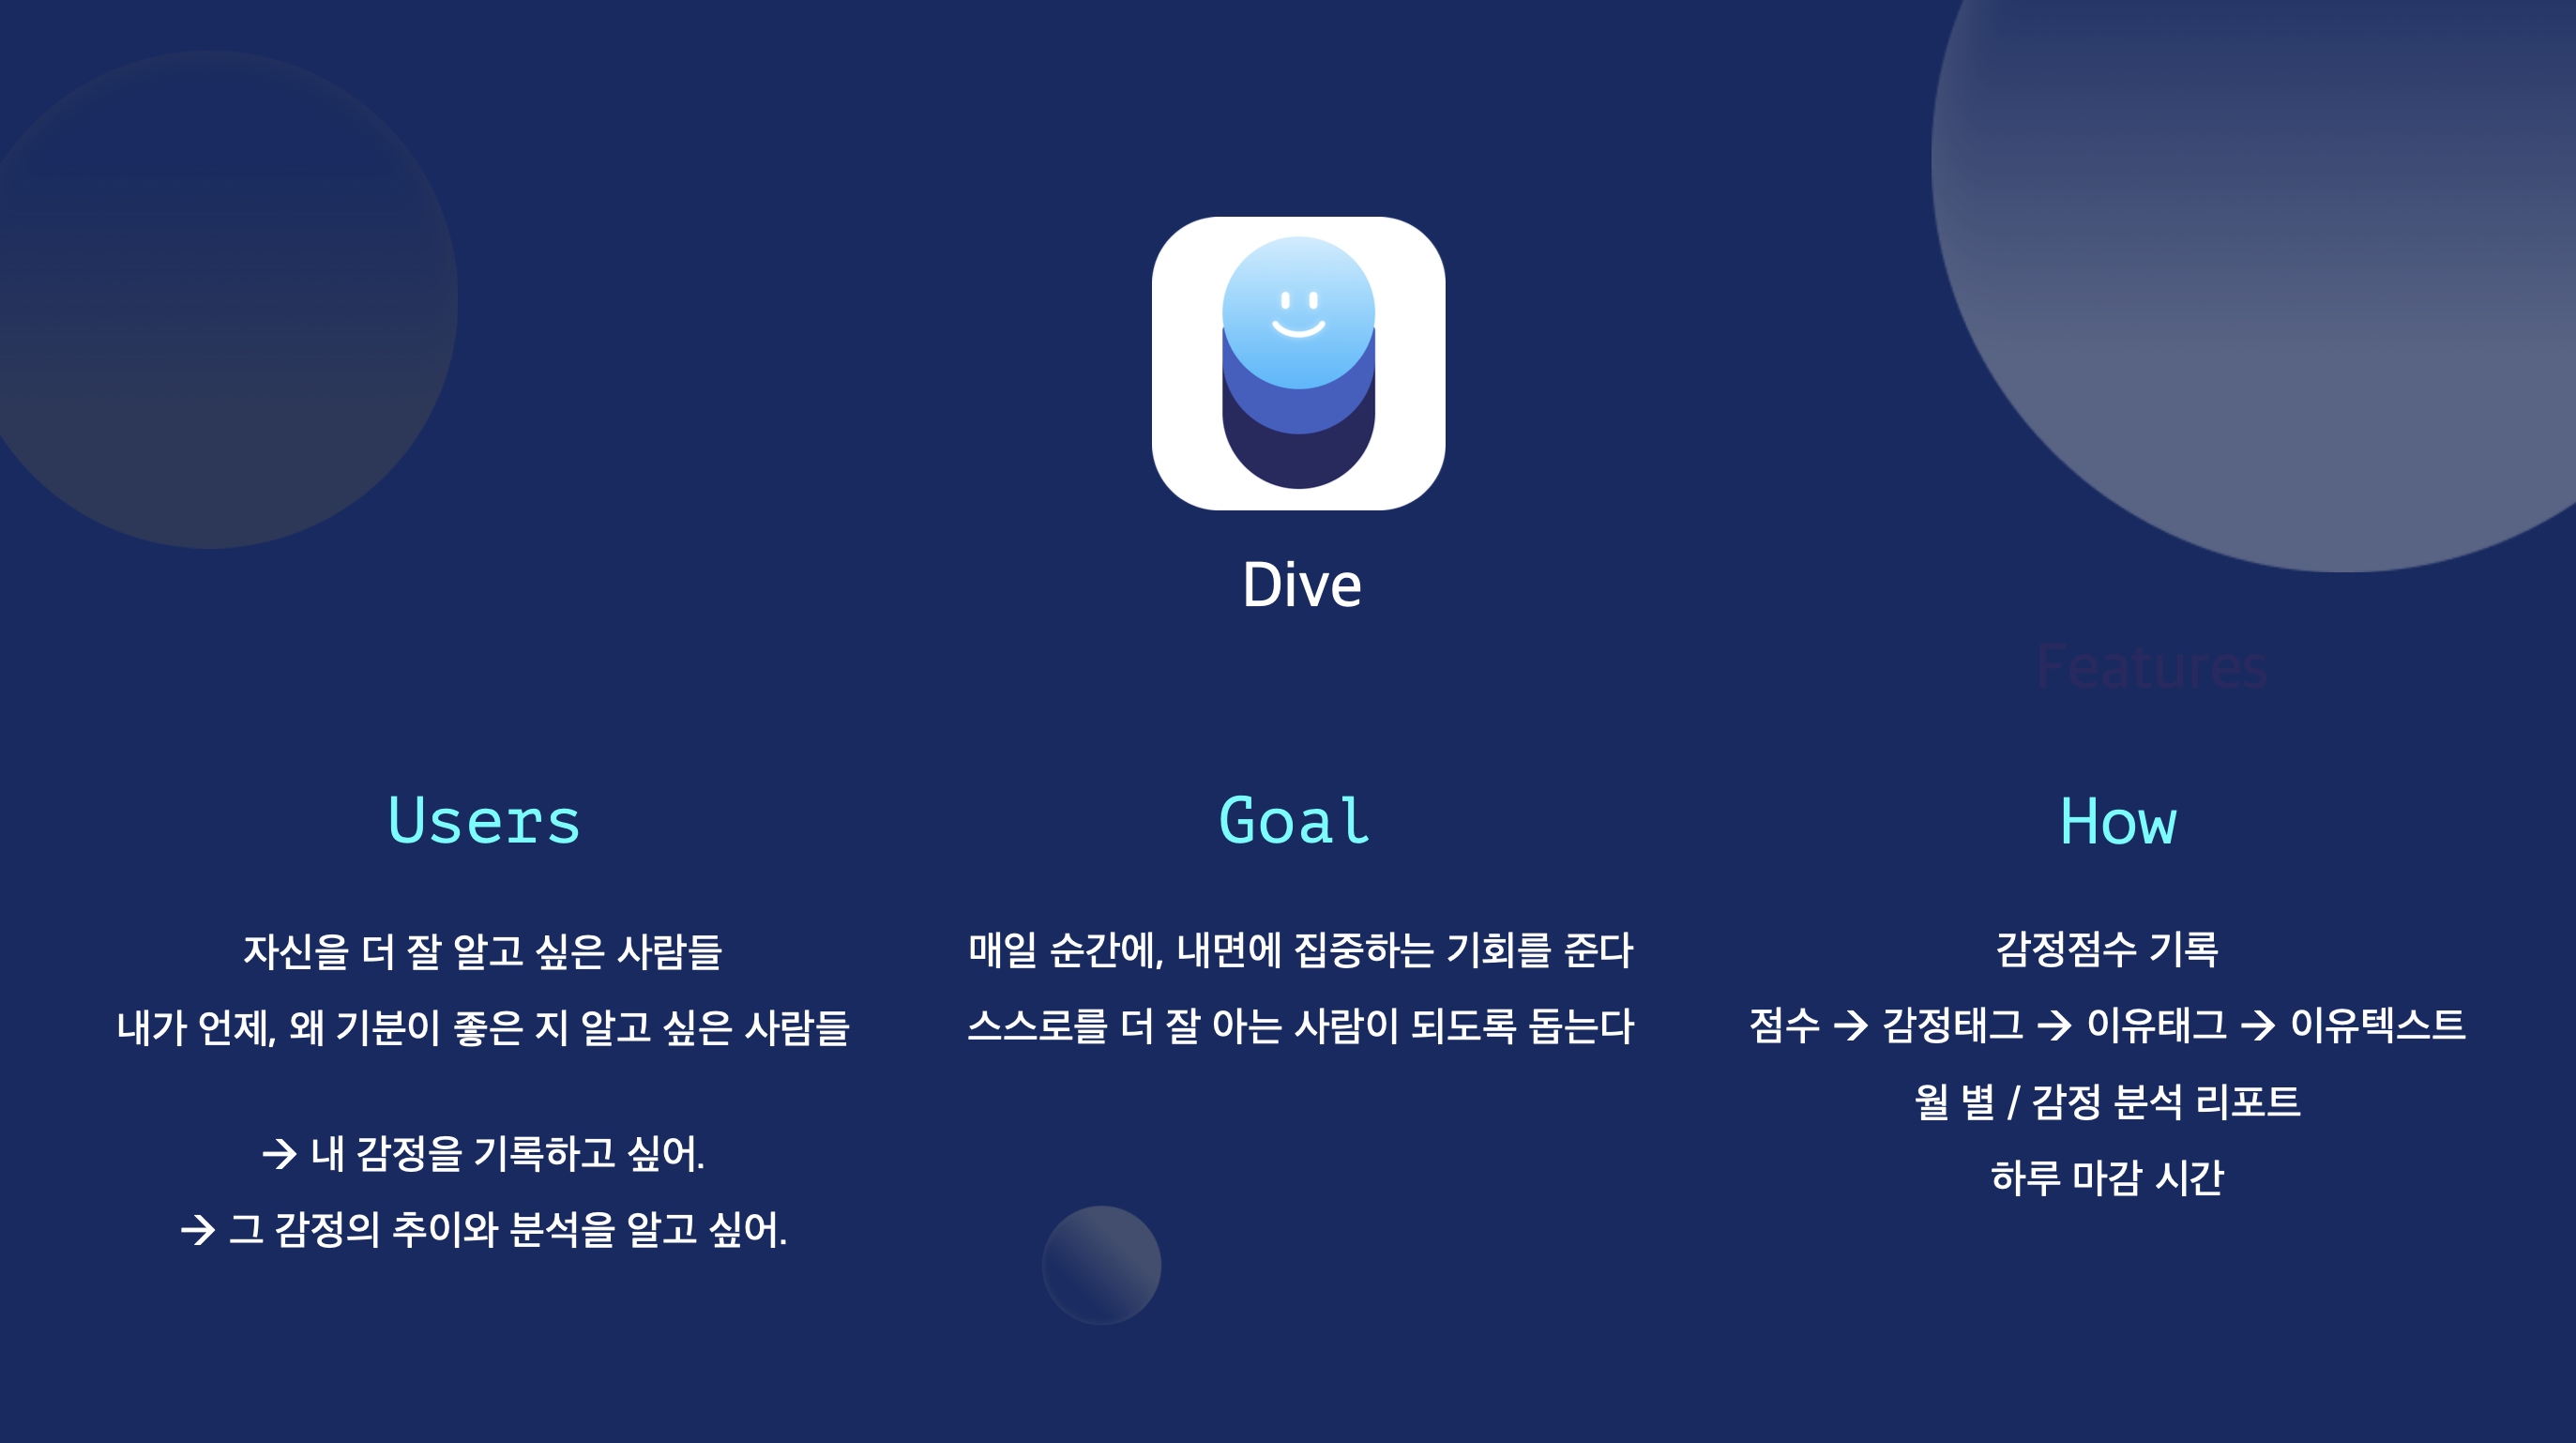 Dive
Features
Users
자신을 더 잘 알고 싶은 사람들
내가 언제, 왜 기분이 좋은 지 알고 싶은 사람들
→ 내 감정을 기록하고 싶어.
→ 그 감정의 추이와 분석을 알고 싶어.
Goal
매일 순간에, 내면에 집중하는 기회를 준다
스스로를 더 잘 아는 사람이 되도록 돕는다
How
감정점수 기록
점수 → 감정태그 → 이유태그 → 이유텍스트
월 별 / 감정 분석 리포트
하루 마감 시간